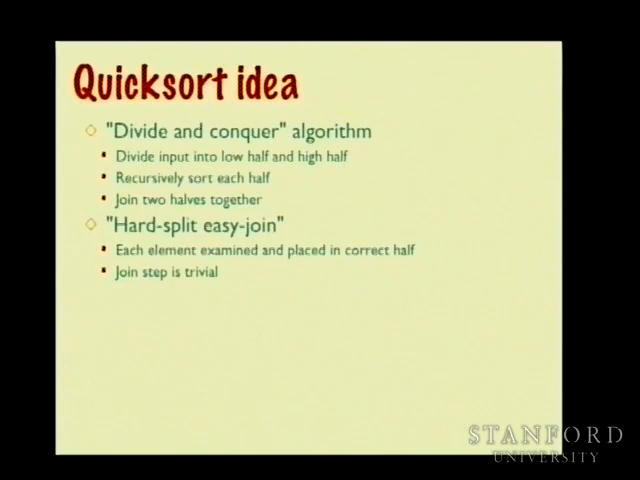 Quicksort idea
"Divide and conquer" algorithm
Divide input into low half and high half
Recursively sort each half
Join two halves together
"Hard-split easy-join"
Each element examined and placed in correct half
Join step is trivial
STANFORD
UNIVERSITY